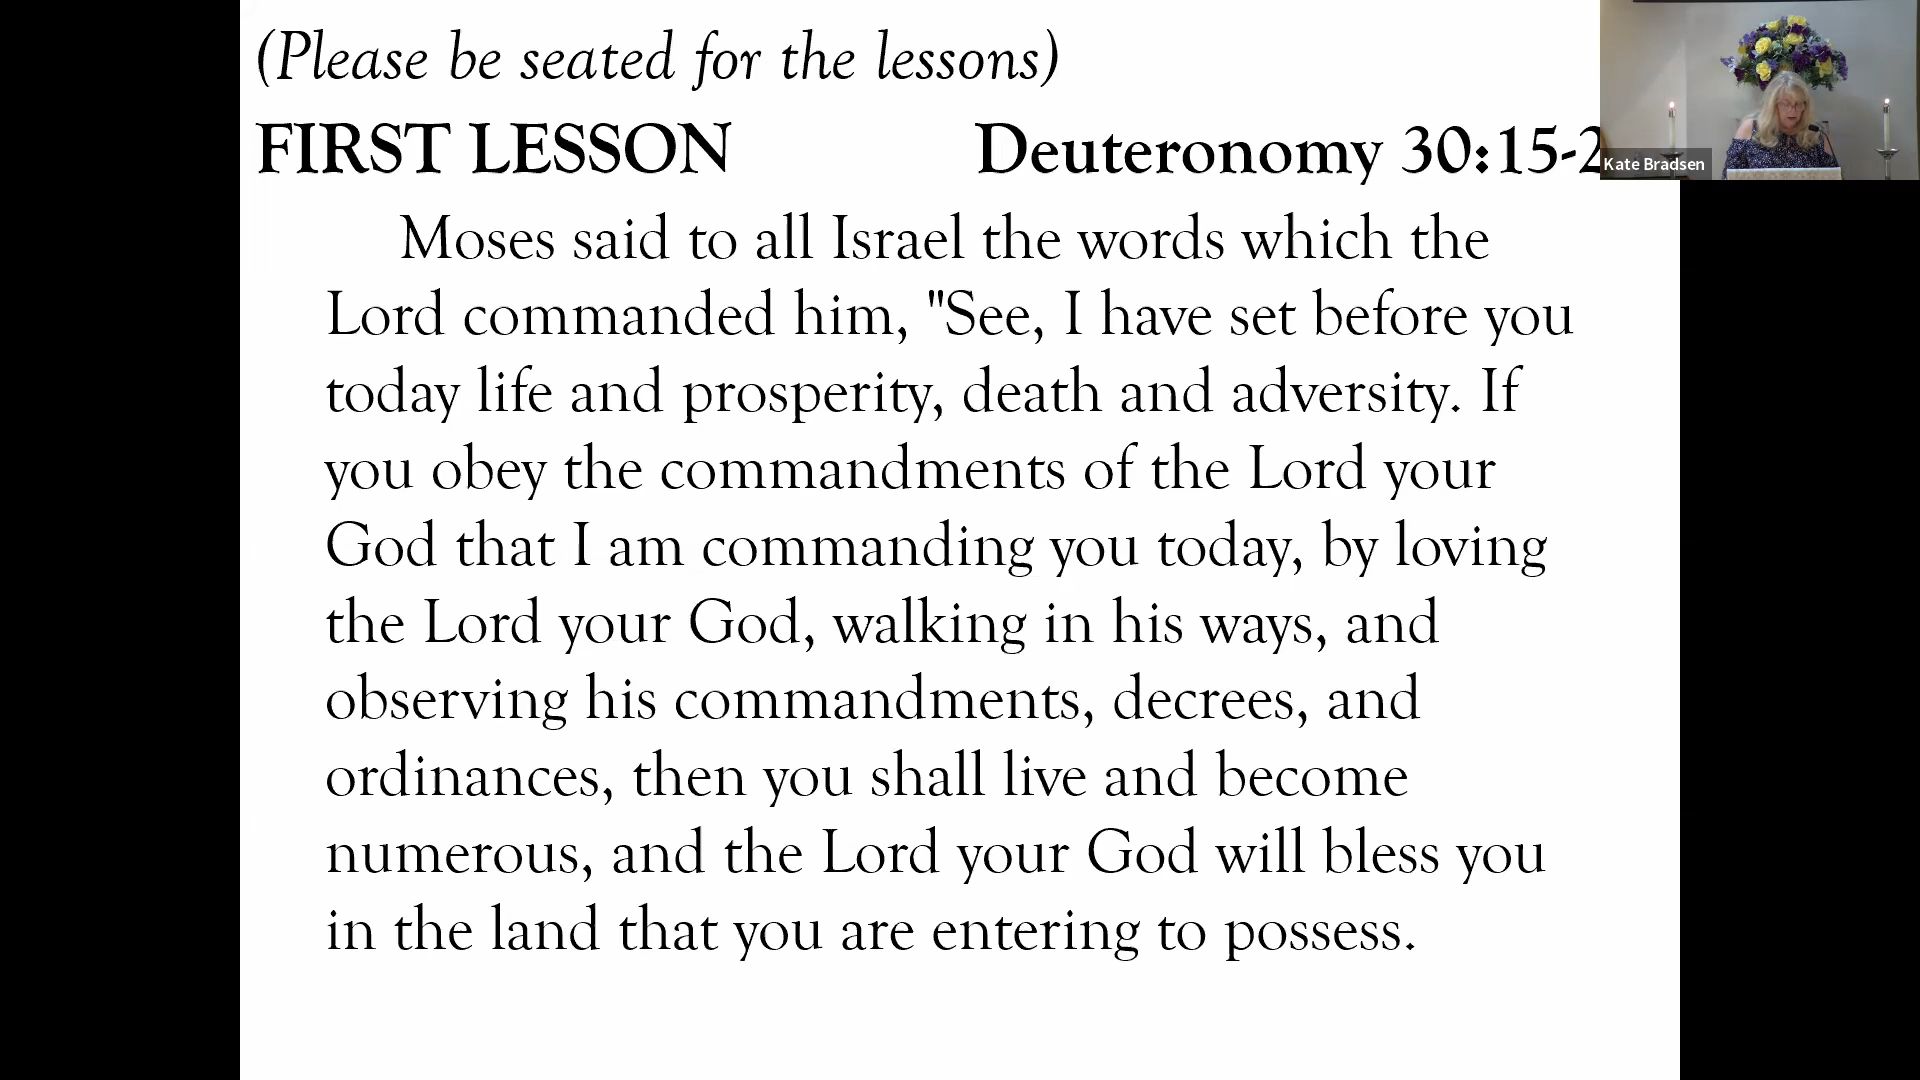 (Please be seated for the lessons)
FIRST LESSON Deuteronomy 30:15-2
Kate Bradsen
Moses said to all Israel the words which the
Lord commanded him, "See, I have set before you
today life and prosperity, death and adversity. If
you obey the commandments of the Lord your
God that I am commanding you today, by loving
the Lord your God, walking in his ways, and
observing his commandments, decrees, and
ordinances, then you shall live and become
numerous, and the Lord your God will bless you
in the land that you are entering to possess.